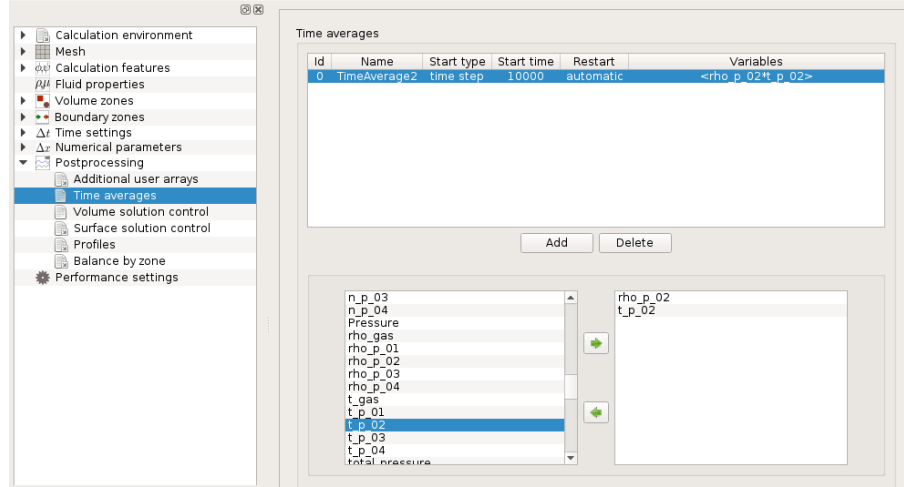 Calculation environment
Mesh
φ,ψ Calculation features
ρ,μ Fluid properties
Volume zones
Boundary zones
Δt Time settings
Δx Numerical parameters
Postprocessing
Additional user arrays
Time averages
Volume solution control
Surface solution control
Profiles
Balance by zone
Performance settings
Time averages
Id Name Start type Start time Restart Variables
0 TimeAverage2 time step 10000 automatic <rho_p_02*t_p_02>
Add Delete
n_p_03
n_p_04
Pressure
rho_gas
rho_p_01
rho_p_02
rho_p_03
rho_p_04
t_gas
t_p_01
t_p_02
t_p_03
t_p_04
total_pressure
rho_p_02
t_p_02